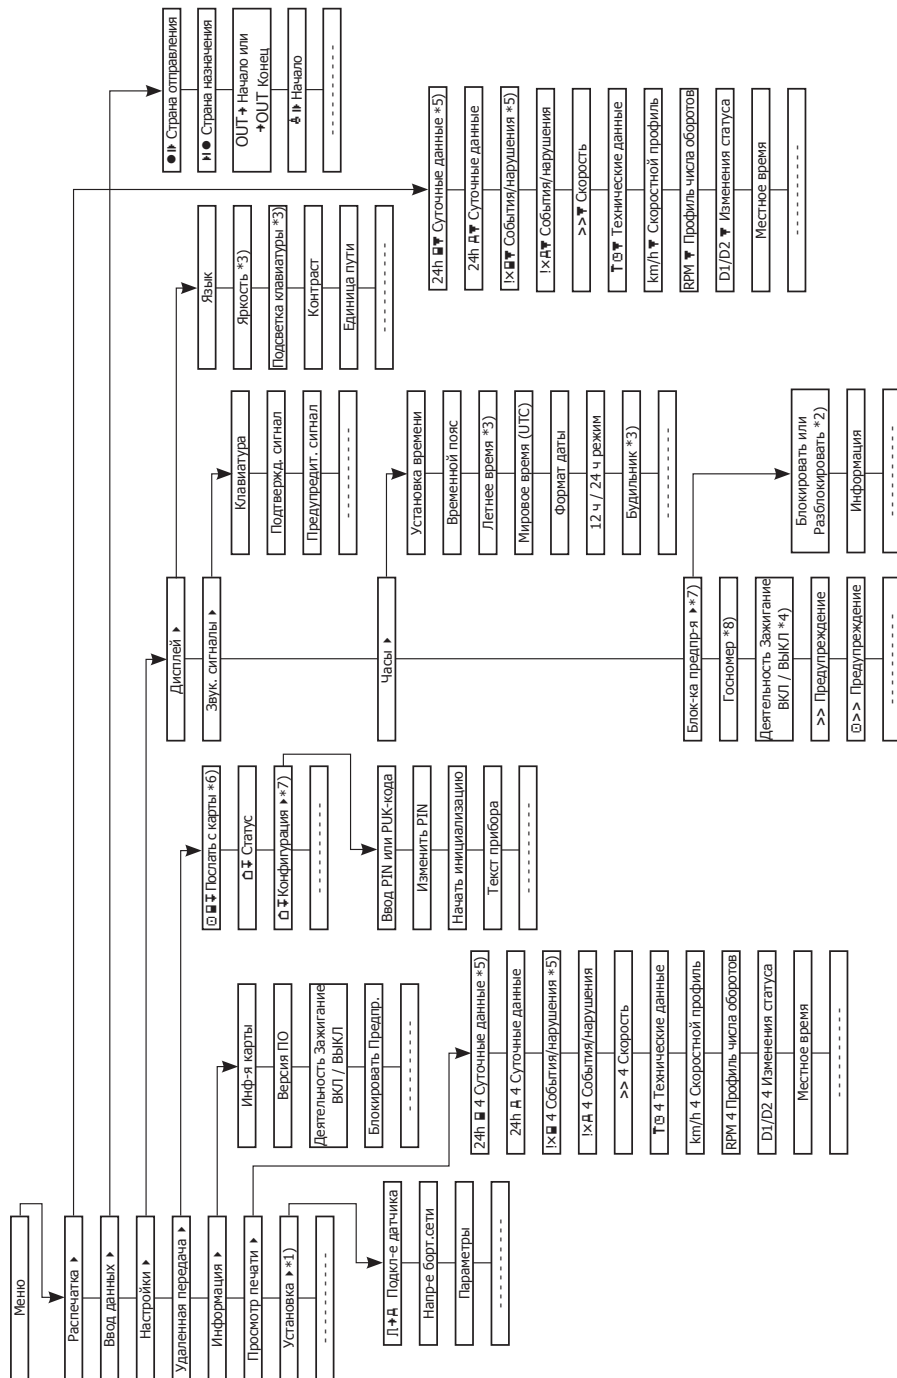 Меню
Распечатка ▸
Ввод данных ▸
Настройки ▸
Удаленная передача ▸
Информация ▸
Просмотр печати ▸
Установка ▸*1)
24h Суточные данные *5)
24h Суточные данные
!× События/нарушения *5)
!× События/нарушения
>> Скорость
Технические данные
km/h Скоростной профиль
RPM Профиль числа оборотов
D1/D2 Изменения статуса
Местное время
Страна отправления
Страна назначения
OUT Начало или
OUT Конец
Начало
Дисплей ▸
Звук. сигналы ▸
Часы ▸
Блок-ка предпр-я ▸*7)
Госномер *8)
Деятельность Зажигание
ВКЛ / ВЫКЛ *4)
>> Предупреждение
>> Предупреждение
Язык
Яркость *3)
Подсветка клавиатуры *3)
Контраст
Единица пути
Клавиатура
Подтвержд. сигнал
Предупредит. сигнал
Установка времени
Временной пояс
Летнее время *3)
Мировое время (UTC)
Формат даты
12 ч / 24 ч режим
Будильник *3)
Блокировать или
Разблокировать *2)
Информация
Послать с карты *6)
Статус
Конфигурация ▸*7)
Ввод PIN или PUK-кода
Изменить PIN
Начать инициализацию
Текст прибора
Инф-я карты
Версия ПО
Деятельность Зажигание
ВКЛ / ВЫКЛ
Блокировать Предпр.
24h 4 Суточные данные *5)
24h 4 Суточные данные
!× 4 События/нарушения *5)
!× 4 События/нарушения
>> 4 Скорость
4 Технические данные
km/h 4 Скоростной профиль
RPM 4 Профиль числа оборотов
D1/D2 4 Изменения статуса
Местное время
Подкл-е датчика
Напр-е борт.сети
Параметры